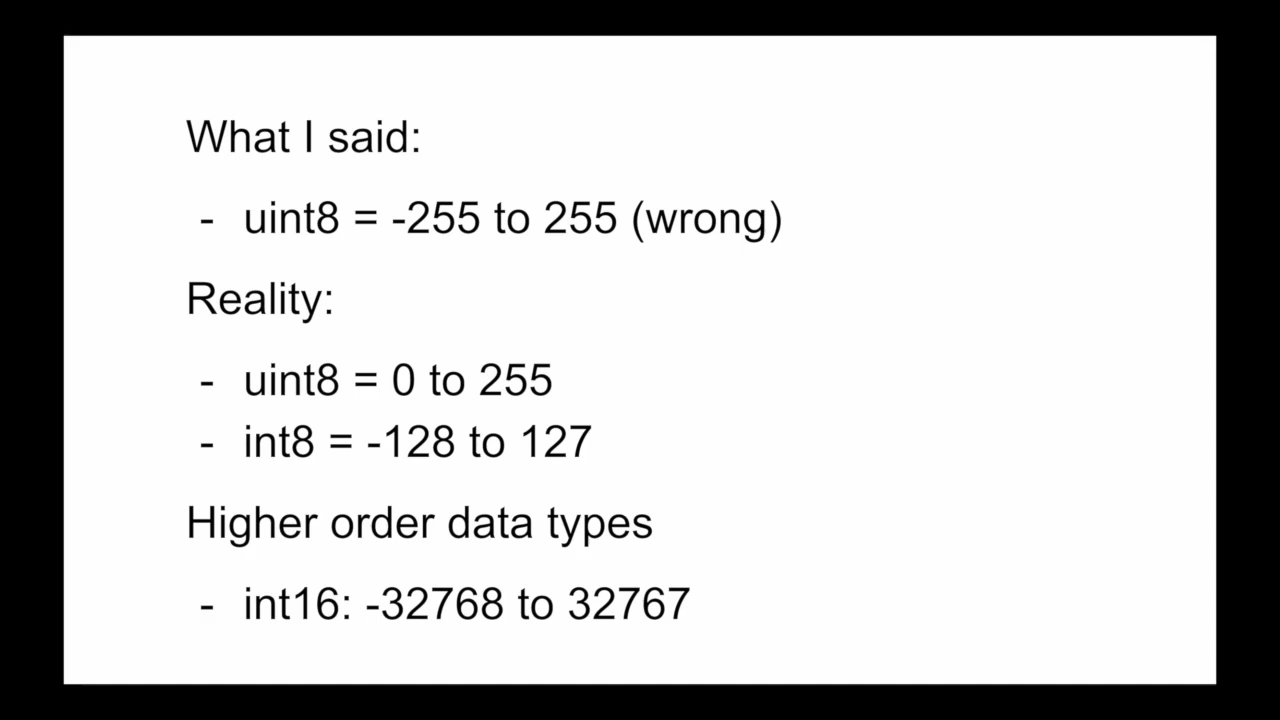 What I said:
- uint8 = -255 to 255 (wrong)
Reality:
- uint8 = 0 to 255
- int8 = -128 to 127
Higher order data types
- int16: -32768 to 32767